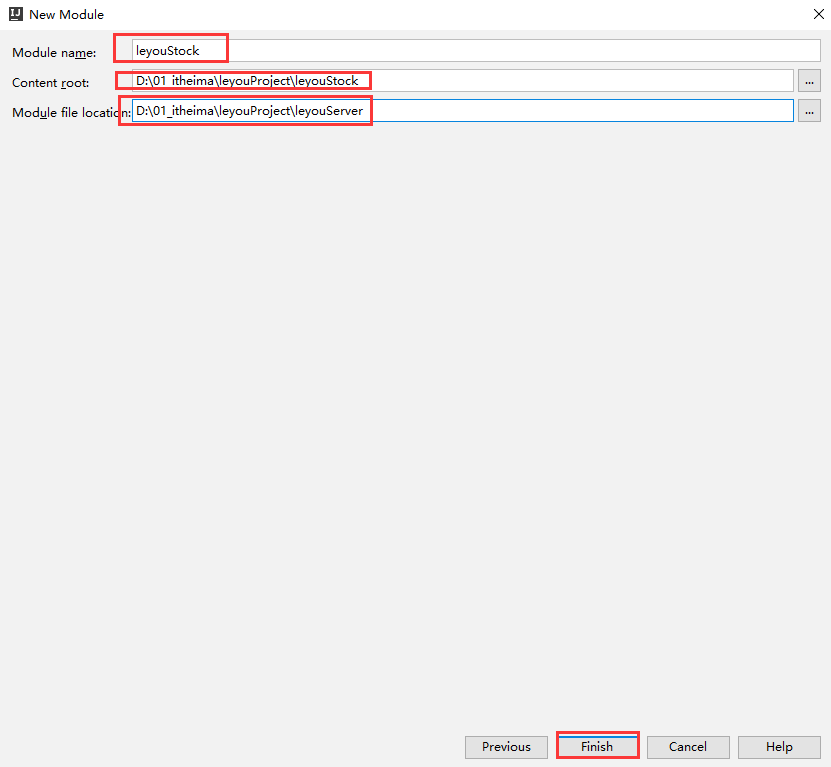 New Module
Module name: leyouStock
Content root: D:\01_itheima\leyouProject\leyouStock ...
Module file location: D:\01_itheima\leyouProject\leyouServer ...
Previous Finish Cancel Help